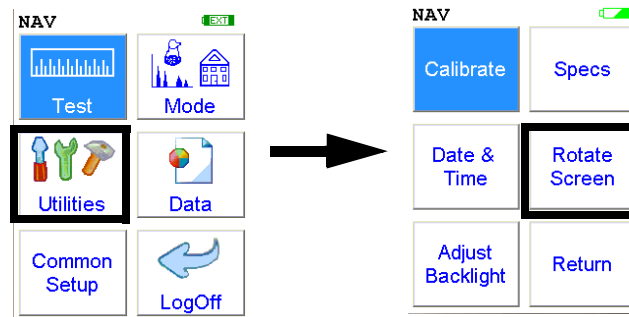 NAV
EXT
Test
Mode
Utilities
Data
Common
Setup
LogOff
NAV
Calibrate
Specs
Date &
Time
Rotate
Screen
Adjust
Backlight
Return